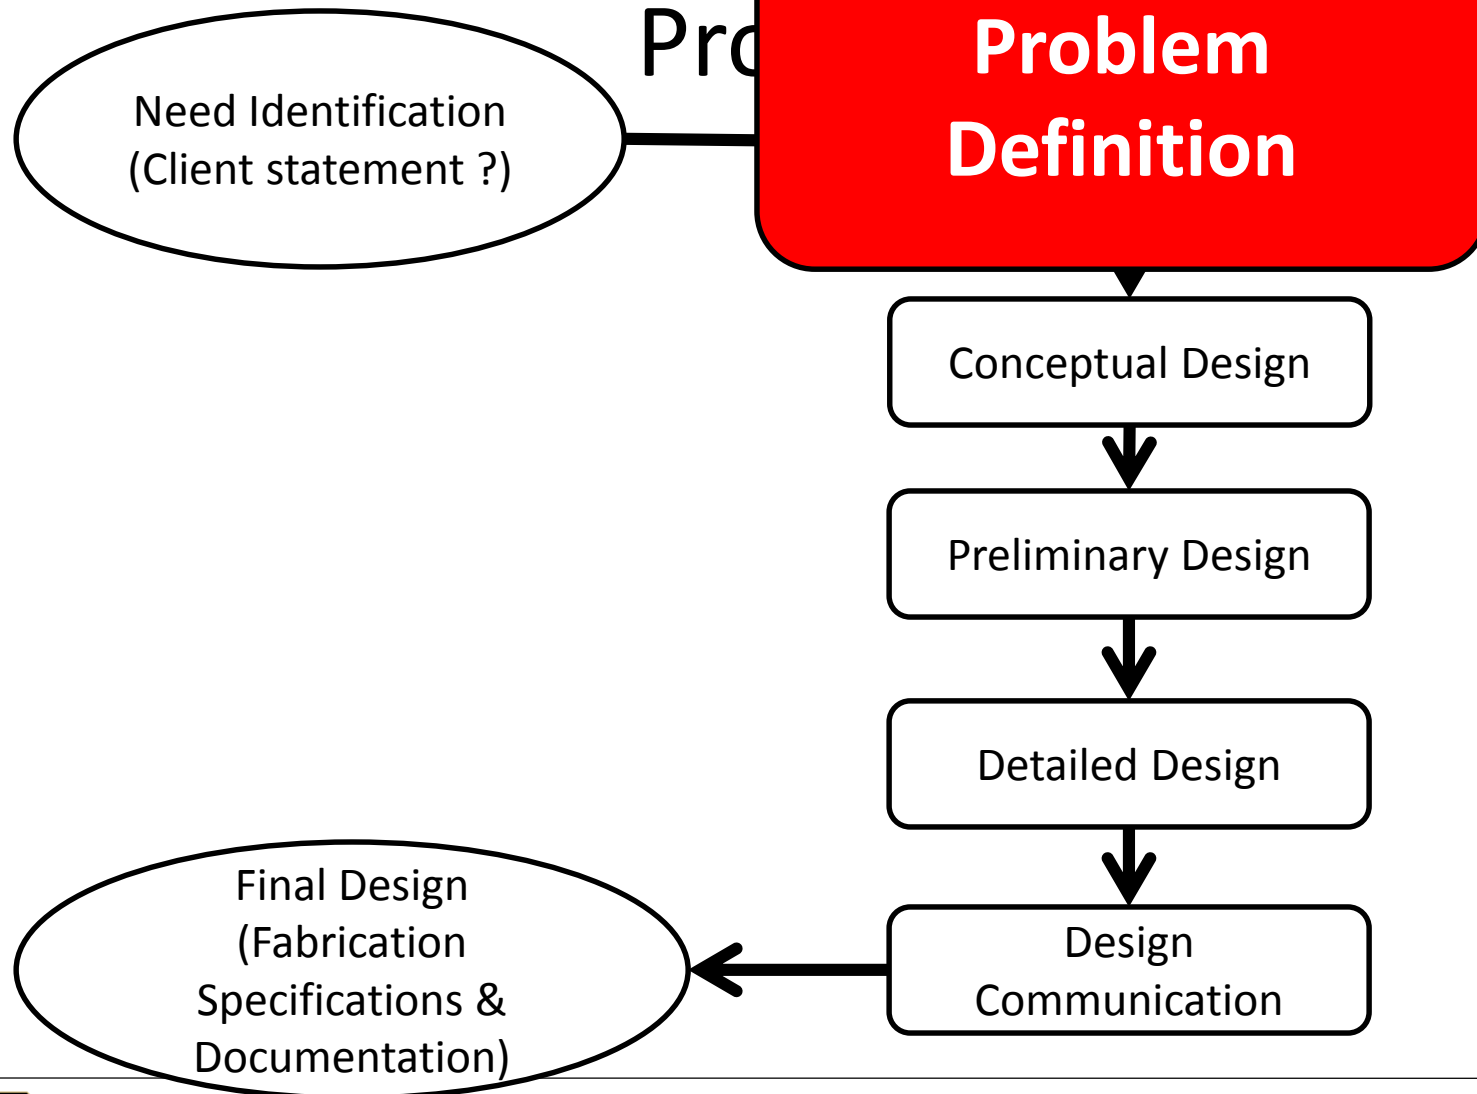 Pro
Problem
Definition
Need Identification
(Client statement ?)
Conceptual Design
Preliminary Design
Detailed Design
Design
Communication
Final Design
(Fabrication
Specifications &
Documentation)